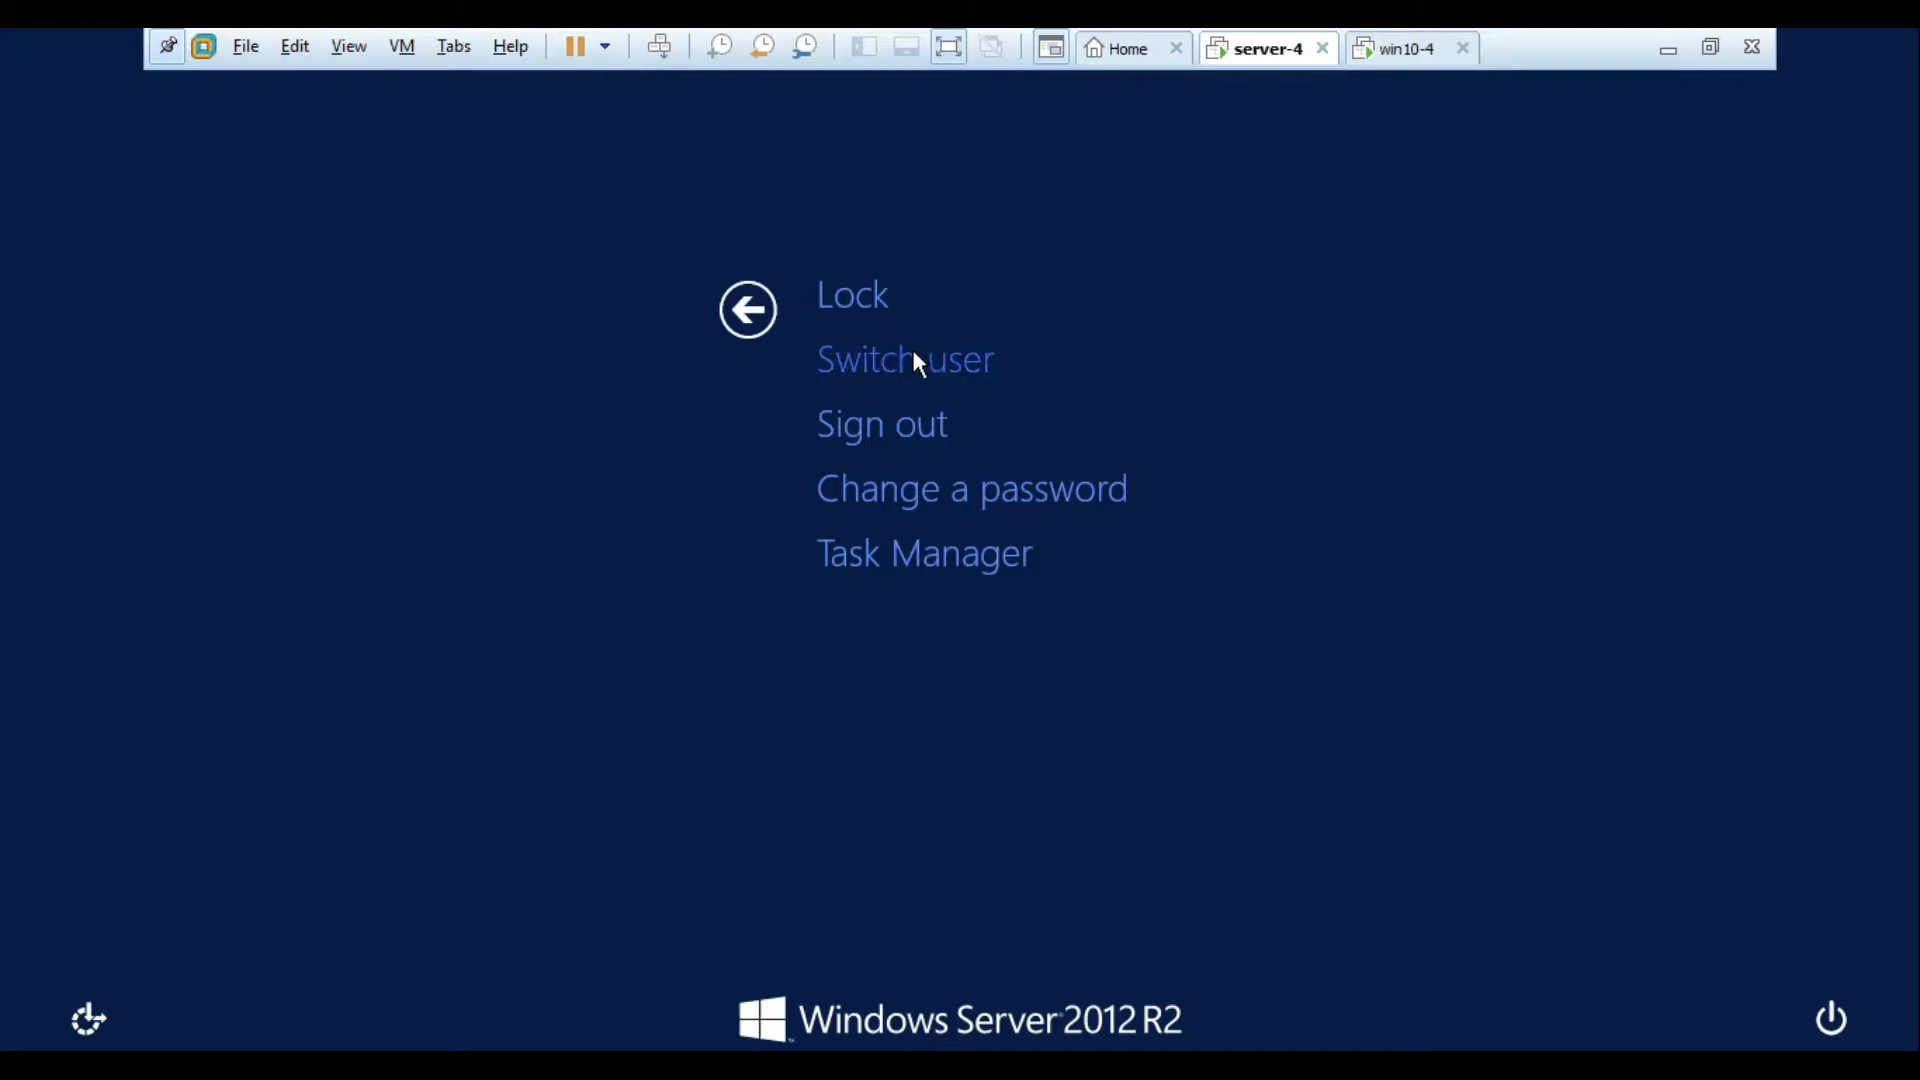 File Edit View VM Tabs Help Home server-4 win10-4
Lock
Switch user
Sign out
Change a password
Task Manager
Windows Server 2012 R2